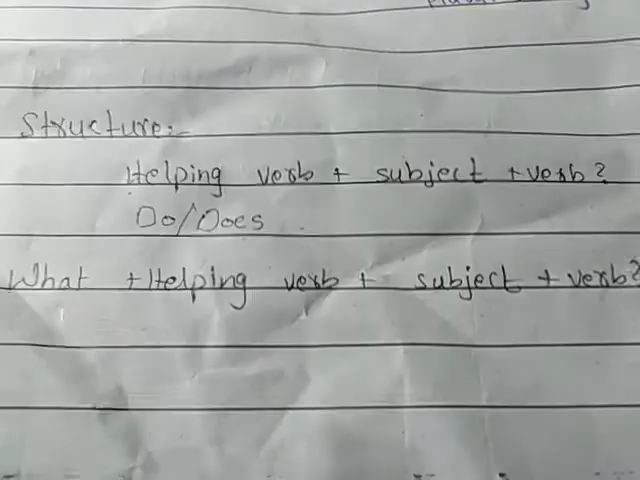 Structure:-
Helping verb + subject + verb?
Do/Does
What + Helping verb + subject + verb?